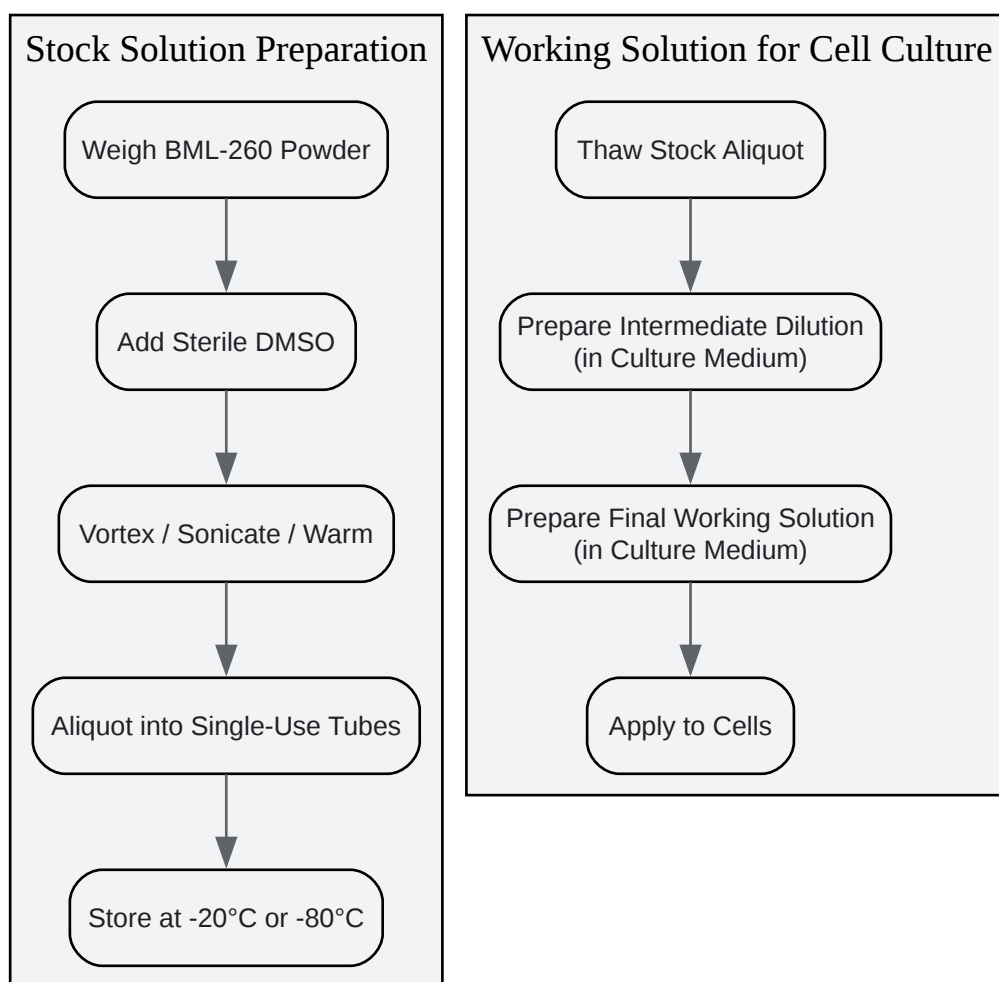 Stock Solution Preparation
Weigh BML-260 Powder
Add Sterile DMSO
Vortex / Sonicate / Warm
Aliquot into Single-Use Tubes
Store at -20°C or -80°C
Working Solution for Cell Culture
Thaw Stock Aliquot
Prepare Intermediate Dilution
(in Culture Medium)
Prepare Final Working Solution
(in Culture Medium)
Apply to Cells